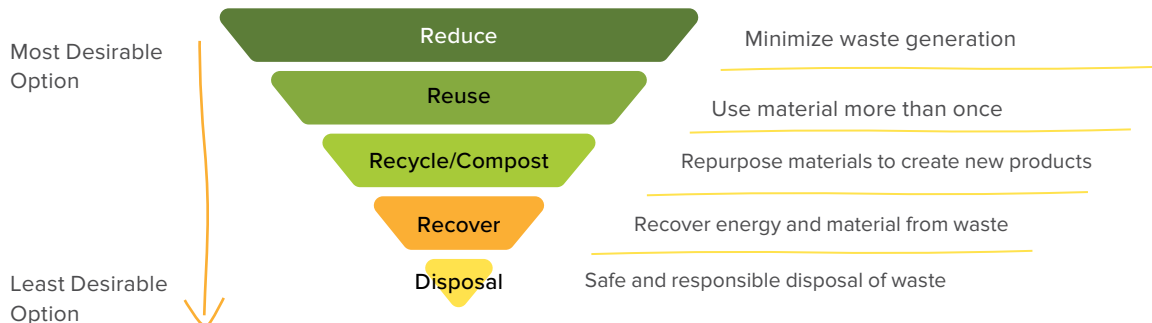 Reduce
Minimize waste generation
Most Desirable
Option
Reuse
Use material more than once
Recycle/Compost
Repurpose materials to create new products
Recover
Recover energy and material from waste
Disposal
Safe and responsible disposal of waste
Least Desirable
Option